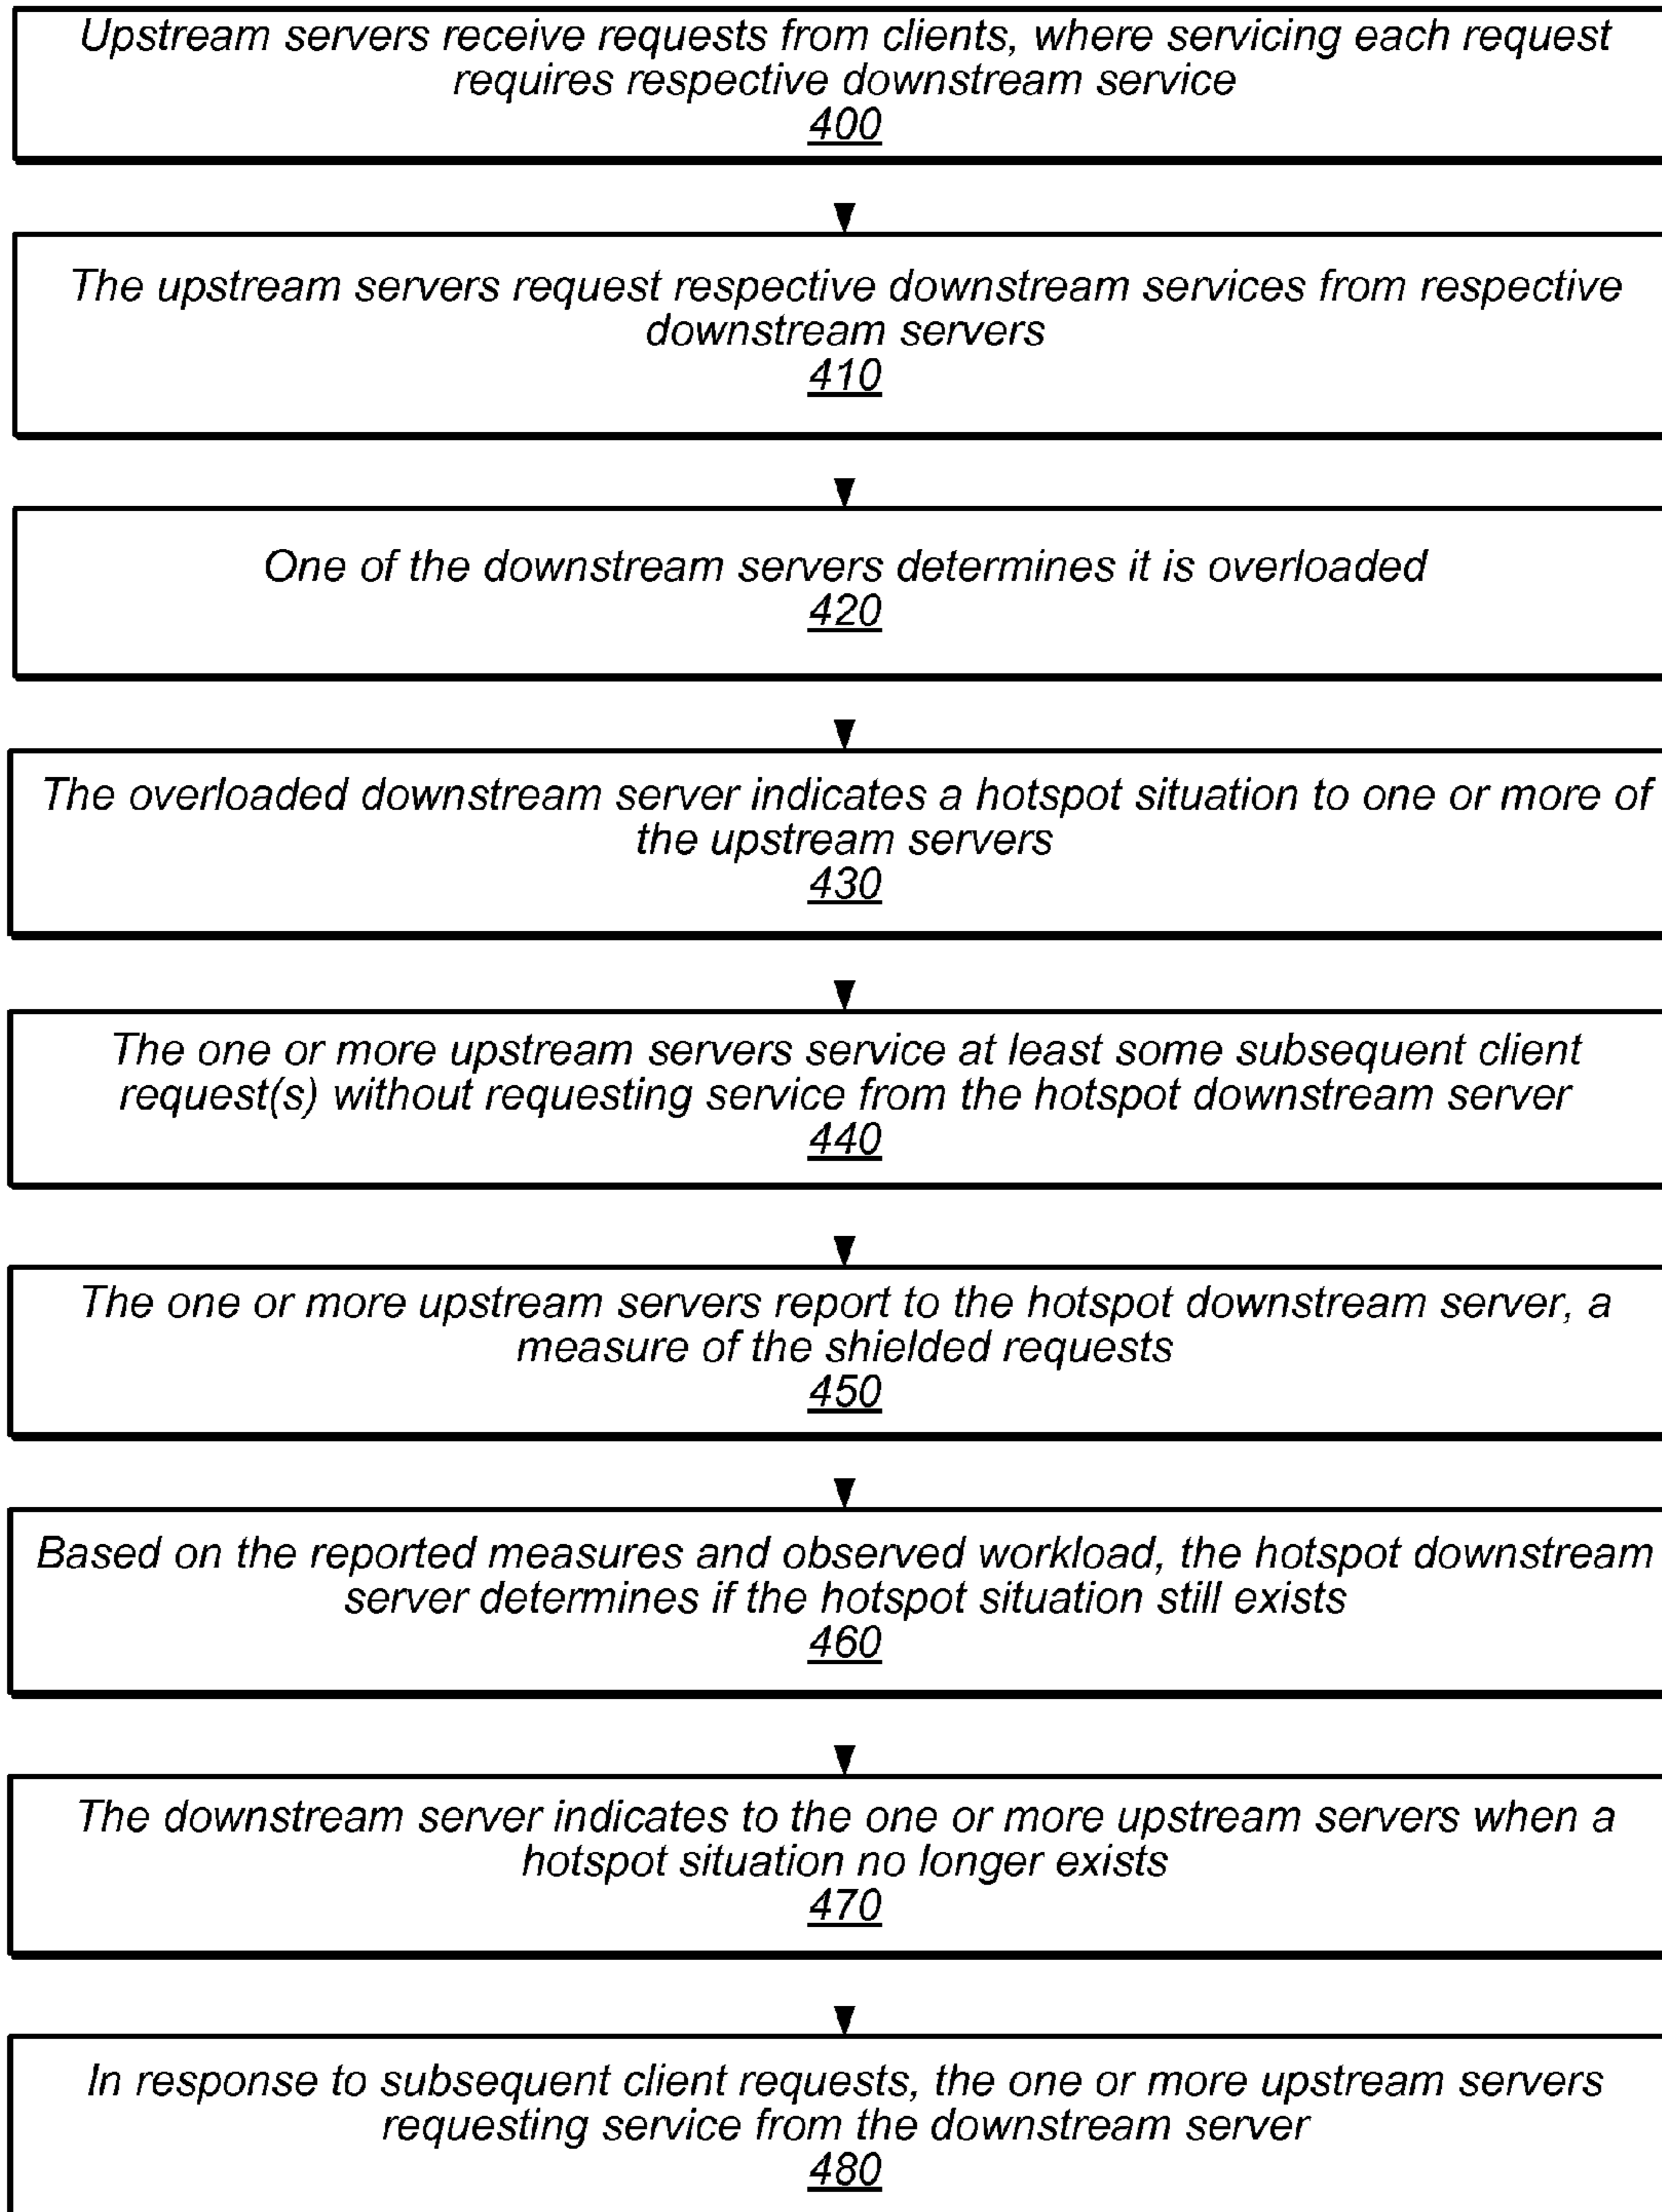 Upstream servers receive requests from clients, where servicing each request
requires respective downstream service
400
The upstream servers request respective downstream services from respective
downstream servers
410
One of the downstream servers determines it is overloaded
420
The overloaded downstream server indicates a hotspot situation to one or more of
the upstream servers
430
The one or more upstream servers service at least some subsequent client
request(s) without requesting service from the hotspot downstream server
440
The one or more upstream servers report to the hotspot downstream server, a
measure of the shielded requests
450
Based on the reported measures and observed workload, the hotspot downstream
server determines if the hotspot situation still exists
460
The downstream server indicates to the one or more upstream servers when a
hotspot situation no longer exists
470
In response to subsequent client requests, the one or more upstream servers
requesting service from the downstream server
480